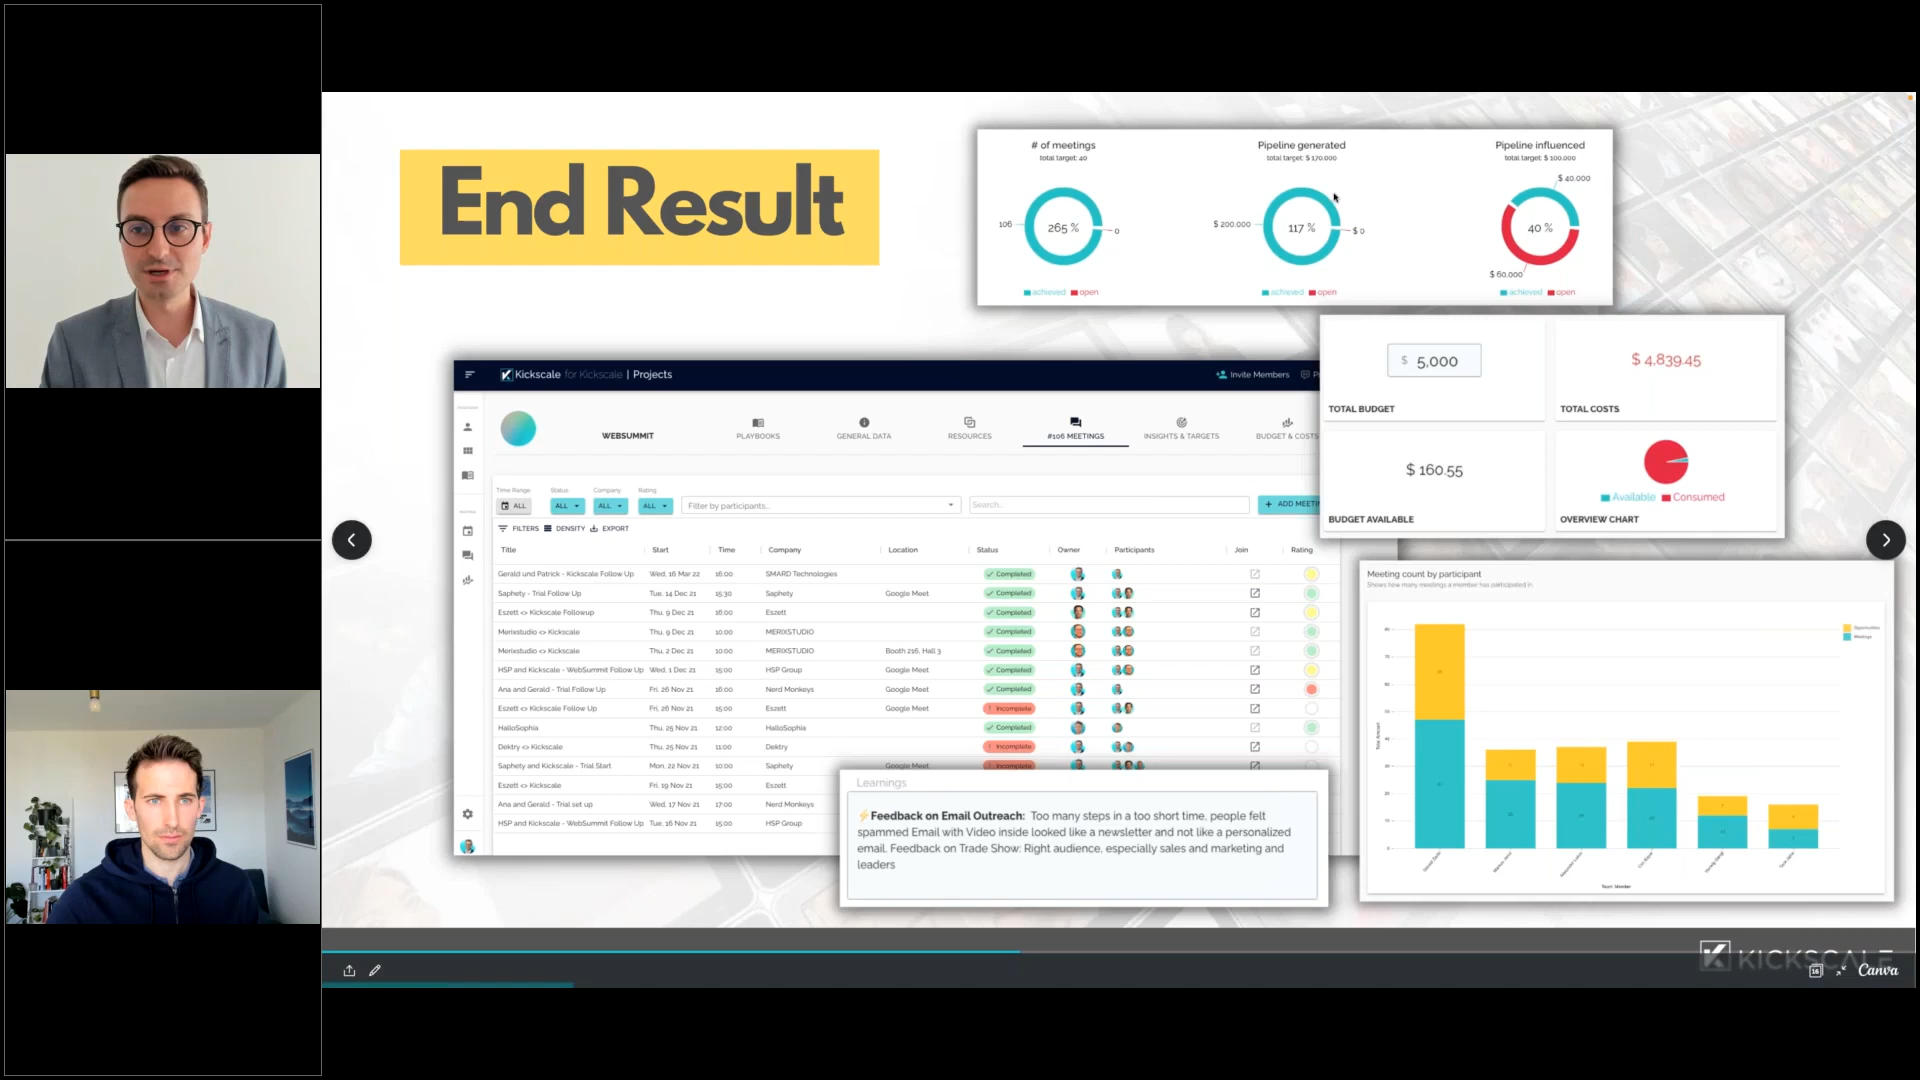 End Result
# of meetings
total target: 40
106
265 %
0
achieved open
Pipeline generated
total target: $ 170.000
$ 200.000
117 %
$ 0
achieved open
Pipeline influenced
total target: $ 100.000
$ 40.000
40 %
$ 60.000
achieved open
$ 5,000
TOTAL BUDGET
$ 4,839.45
TOTAL COSTS
$ 160.55
BUDGET AVAILABLE
Available Consumed
OVERVIEW CHART
Kickscale for Kickscale | Projects
Invite Members
WEBSUMMIT
PLAYBOOKS
GENERAL DATA
RESOURCES
#106 MEETINGS
INSIGHTS & TARGETS
BUDGET & COSTS
Time Range Status Company Rating
ALL ALL ALL ALL Filter by participants... Search... + ADD MEETIN
FILTERS DENSITY EXPORT
Title Start Time Company Location Status Owner Participants Join Rating
Gerald und Patrick - Kickscale Follow Up Wed, 16 Mar 22 16:00 SMARD Technologies Completed
Saphety - Trial Follow Up Tue, 14 Dec 21 15:30 Saphety Google Meet Completed
Eszett <> Kickscale Followup Thu, 9 Dec 21 16:00 Eszett Completed
Merixstudio <> Kickscale Thu, 9 Dec 21 10:00 MERIXSTUDIO Completed
Merixstudio <> Kickscale Thu, 2 Dec 21 10:00 MERIXSTUDIO Booth 216, Hall 3 Completed
HSP and Kickscale - WebSummit Follow Up Wed, 1 Dec 21 15:00 HSP Group Google Meet Completed
Ana and Gerald - Trial Follow Up Fri, 26 Nov 21 16:00 Nerd Monkeys Google Meet Completed
Eszett <> Kickscale Follow Up Fri, 26 Nov 21 15:00 Eszett Google Meet Incomplete
HalloSophia Thu, 25 Nov 21 12:00 HalloSophia Completed
Dektry <> Kickscale Thu, 25 Nov 21 11:00 Dektry Incomplete
Saphety and Kickscale - Trial Start Mon, 22 Nov 21 10:00 Saphety Google Meet Incomplete
Eszett <> Kickscale Fri, 19 Nov 21 15:00 Eszett
Ana and Gerald - Trial set up Wed, 17 Nov 21 17:00 Nerd Monkeys
HSP and Kickscale - WebSummit Follow Up Tue, 16 Nov 21 15:00 HSP Group
Learnings
⚡Feedback on Email Outreach: Too many steps in a too short time, people felt
spammed Email with Video inside looked like a newsletter and not like a personalized
email. Feedback on Trade Show: Right audience, especially sales and marketing and
leaders
Meeting count by participant
Shows how many meetings a member has participated in.
Opportunities
Meetings
Team Member
KICKSCALE
16
Canva